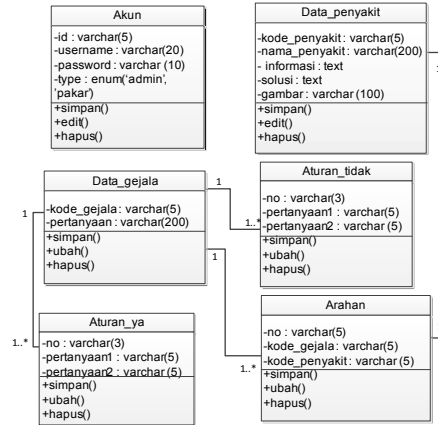 Akun
-id : varchar(5)
-username : varchar(20)
-password : varchar (10)
-type : enum('admin',
'pakar')
+simpan()
+edit()
+hapus()
Data_penyakit
-kode_penyakit : varchar(5)
-nama_penyakit : varchar(200)
- informasi : text
-solusi : text
-gambar : varchar (100)
+simpan()
+edit()
+hapus()
Data_gejala
-kode_gejala : varchar(5)
-pertanyaan : varchar(200)
+simpan()
+ubah()
+hapus()
1
1
1
Aturan_tidak
-no : varchar(3)
-pertanyaan1 : varchar(5)
-pertanyaan2 : varchar (5)
+simpan()
+ubah()
+hapus()
1..*
Aturan_ya
-no : varchar(3)
-pertanyaan1 : varchar(5)
-pertanyaan2 : varchar (5)
+simpan()
+ubah()
+hapus()
1..*
Arahan
-no : varchar(5)
-kode_gejala : varchar(5)
-kode_penyakit : varchar (5)
+simpan()
+ubah()
+hapus()
1..*